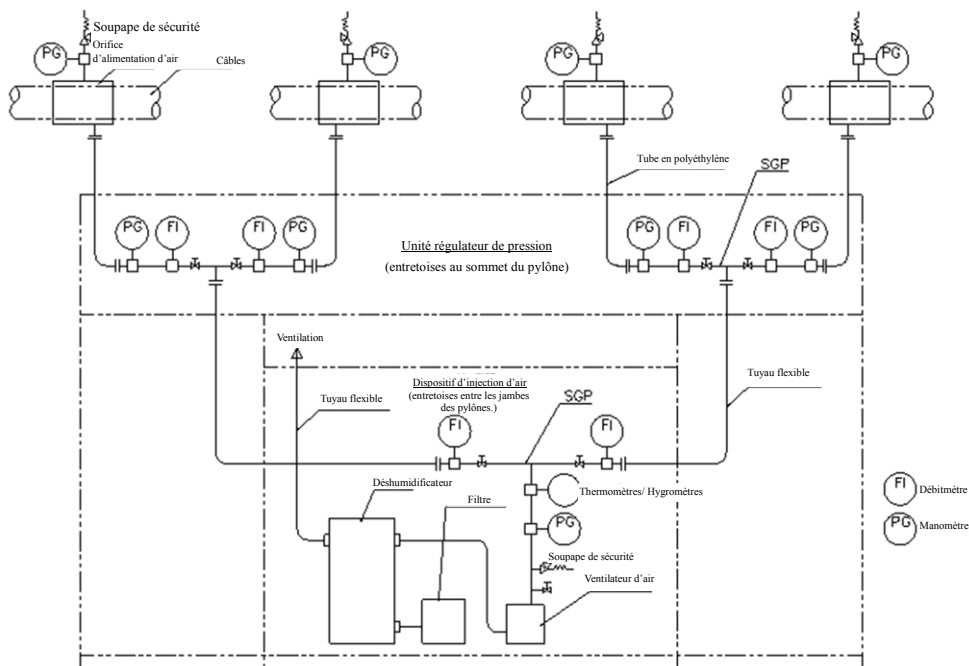 Soupape de sécurité
PG
Orifice
d'alimentation d'air
Câbles
PG
PG
PG
Tube en polyéthylène
SGP
PG
FI
FI
PG
PG
FI
FI
PG
Unité régulateur de pression
(entretoises au sommet du pylône)
Ventilation
Dispositif d'injection d'air
(entretoises entre les jambes
des pylônes.)
Tuyau flexible
Tuyau flexible
SGP
FI
FI
Déshumidificateur
Filtre
Thermomètres/ Hygromètres
PG
Soupape de sécurité
Ventilateur d'air
FI
Débitmètre
PG
Manomètre